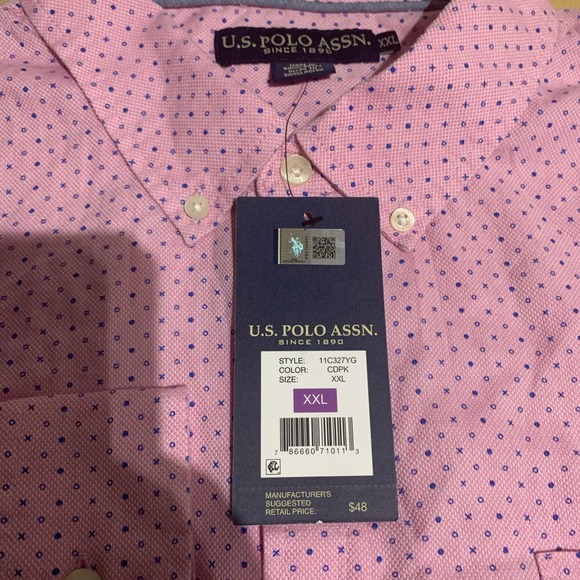 U.S. POLO ASSN.
SINCE 1890
XXL
BANGLADESH
U.S. POLO ASSN.
SINCE 1890
STYLE: 11C327YG
COLOR: CDPK
SIZE: XXL
XXL
7 86660 71011 3
MANUFACTURER'S
SUGGESTED
RETAIL PRICE: $48